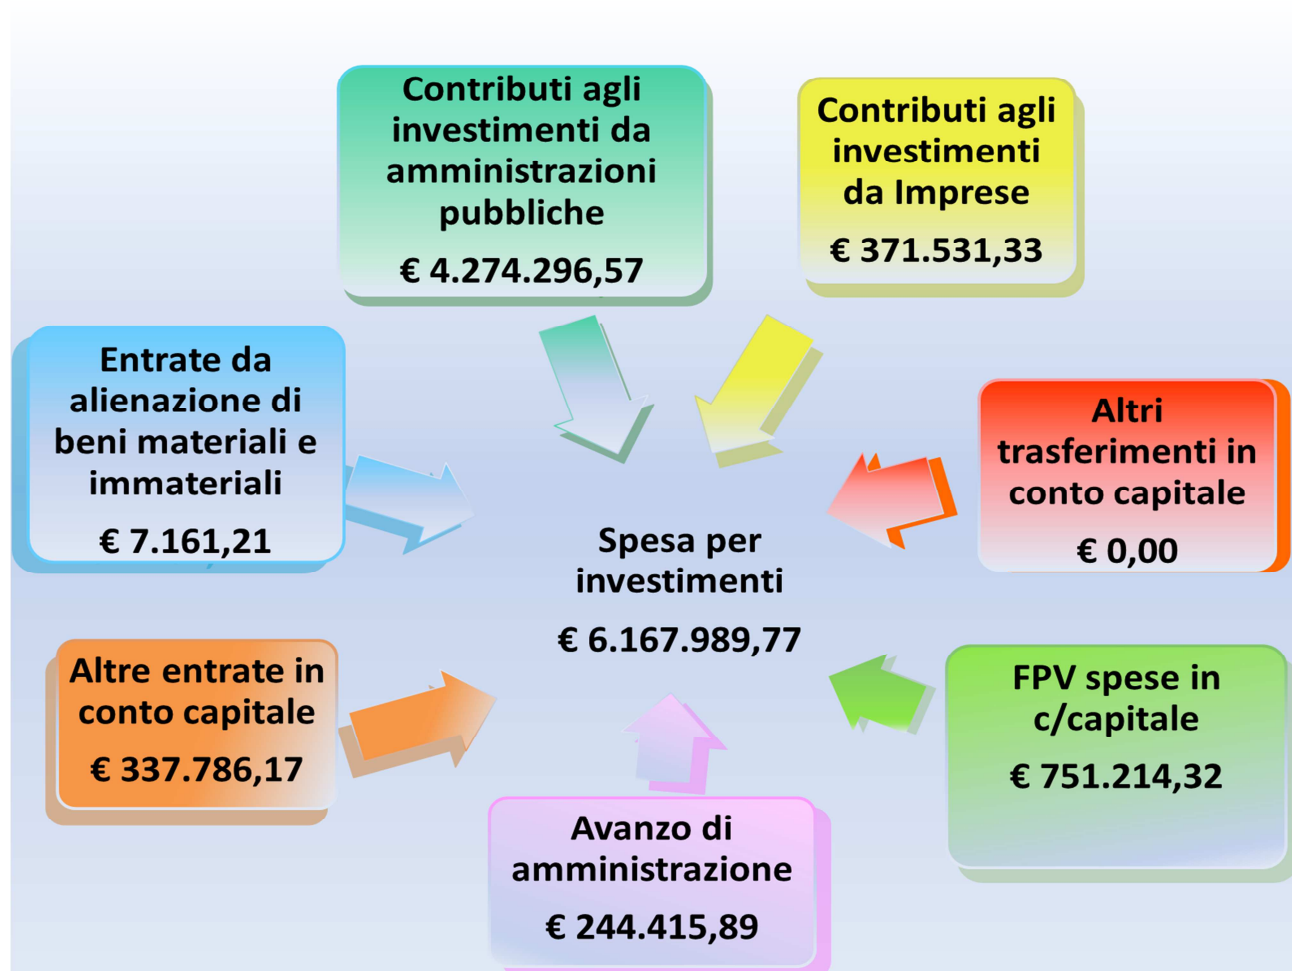 Contributi agli
investimenti da
amministrazioni
pubbliche
€ 4.274.296,57
Contributi agli
investimenti
da Imprese
€ 371.531,33
Entrate da
alienazione di
beni materiali e
immateriali
€ 7.161,21
Altri
trasferimenti in
conto capitale
€ 0,00
Spesa per
investimenti
€ 6.167.989,77
Altre entrate in
conto capitale
€ 337.786,17
FPV spese in
c/capitale
€ 751.214,32
Avanzo di
amministrazione
€ 244.415,89